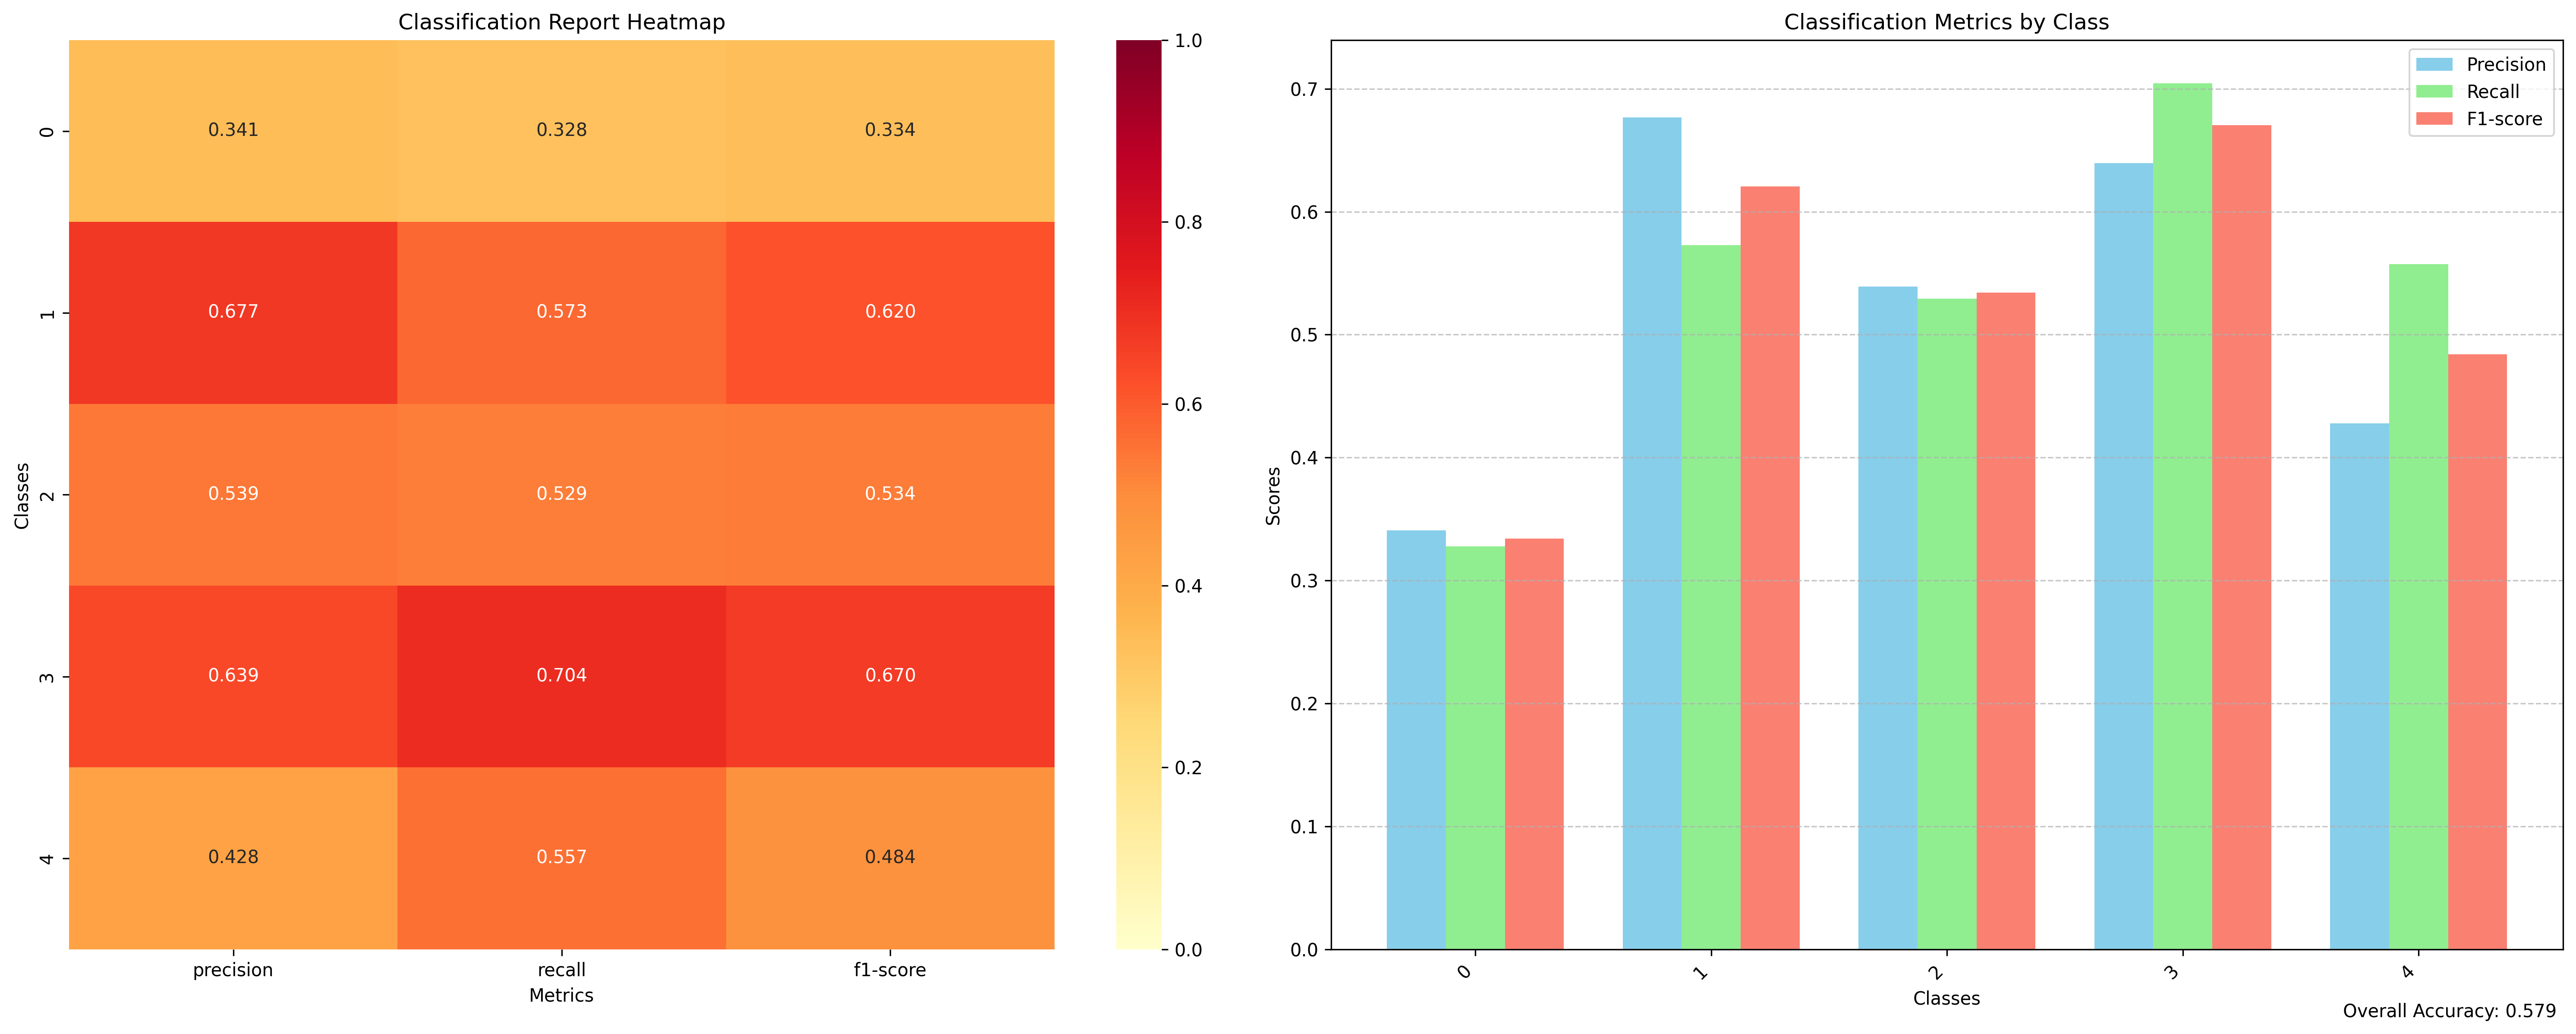 Classification Report Heatmap
Classes
0
1
2
3
4
0.341 0.328 0.334
0.677 0.573 0.620
0.539 0.529 0.534
0.639 0.704 0.670
0.428 0.557 0.484
precision recall f1-score
Metrics
1.0
0.8
0.6
0.4
0.2
0.0
Classification Metrics by Class
Precision
Recall
F1-score
Scores
0.7
0.6
0.5
0.4
0.3
0.2
0.1
0.0
0 1 2 3 4
Classes
Overall Accuracy: 0.579